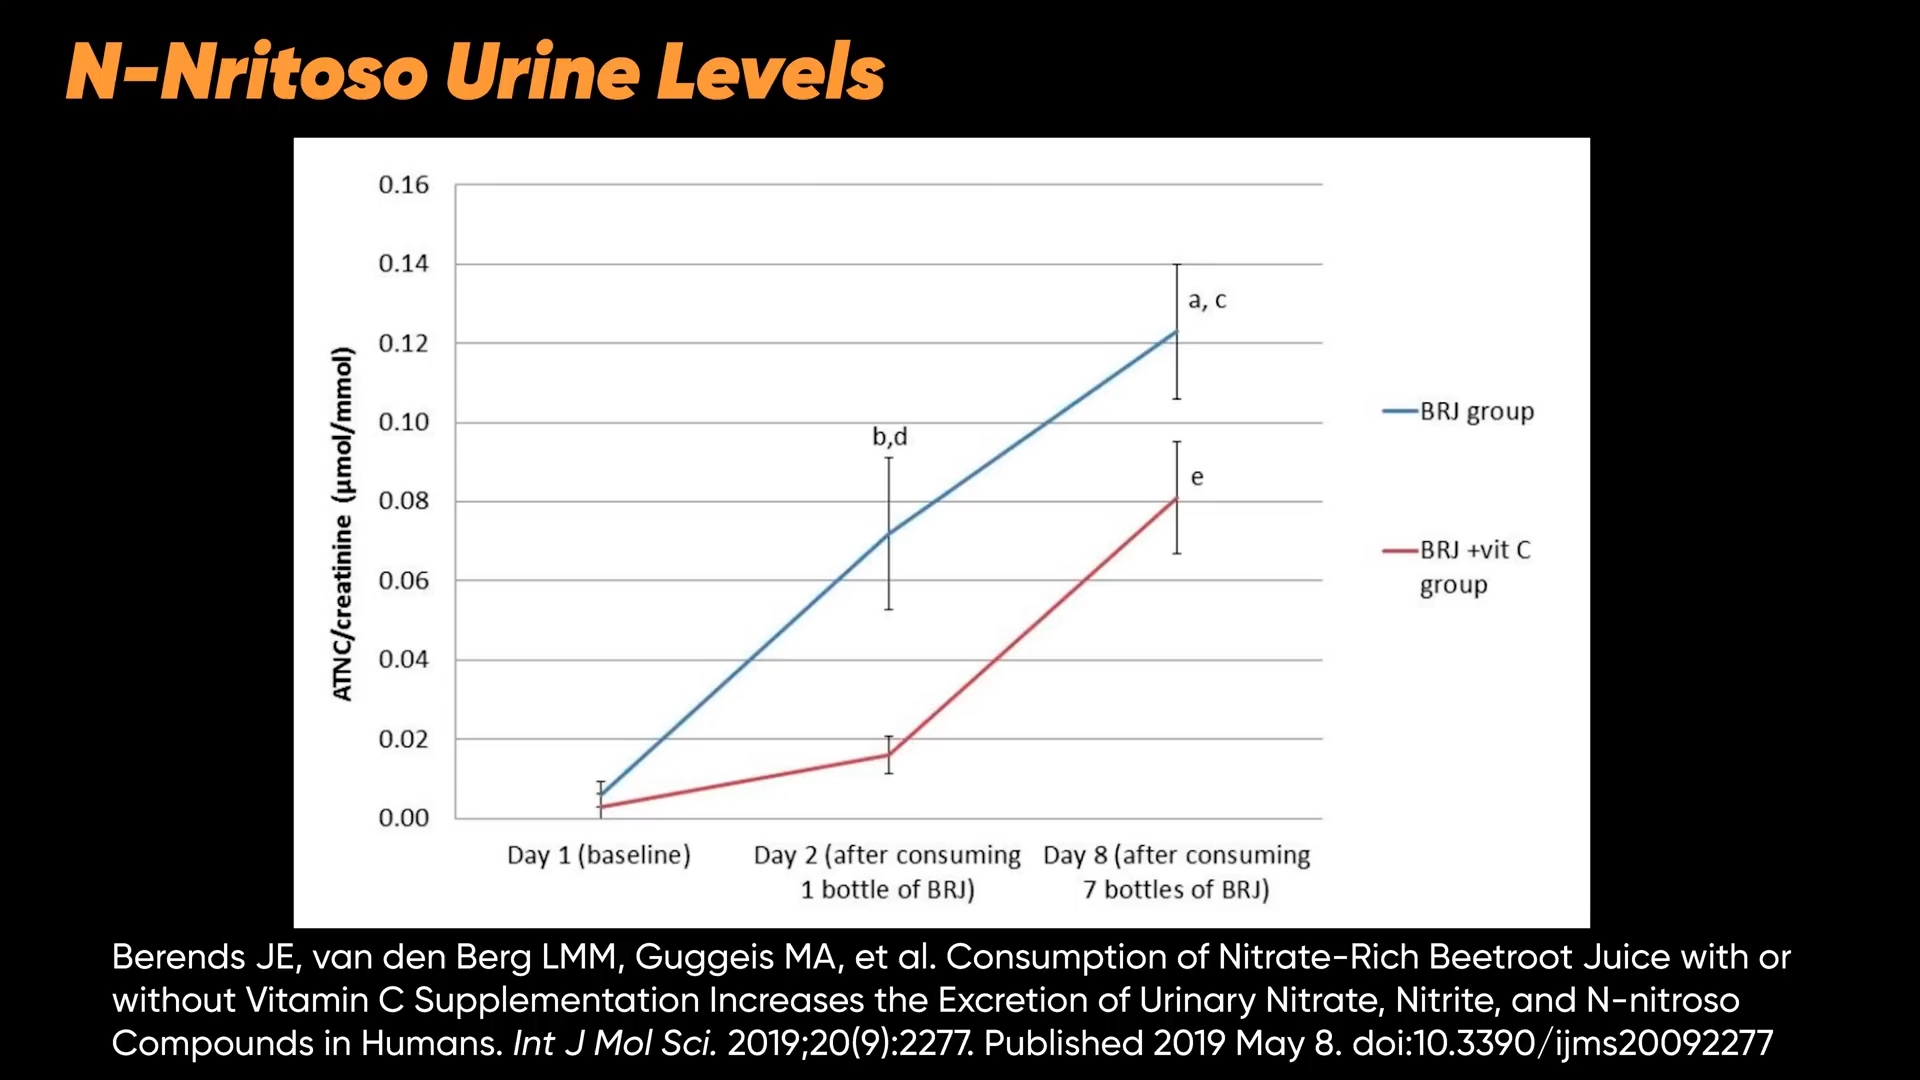 N-Nritoso Urine Levels
0.16
0.14
0.12
0.10
0.08
0.06
0.04
0.02
0.00
ATNC/creatinine (µmol/mmol)
a, c
b,d
e
BRJ group
BRJ +vit C
group
Day 1 (baseline)
Day 2 (after consuming
1 bottle of BRJ)
Day 8 (after consuming
7 bottles of BRJ)
Berends JE, van den Berg LMM, Guggeis MA, et al. Consumption of Nitrate-Rich Beetroot Juice with or
without Vitamin C Supplementation Increases the Excretion of Urinary Nitrate, Nitrite, and N-nitroso
Compounds in Humans. Int J Mol Sci. 2019;20(9):2277. Published 2019 May 8. doi:10.3390/ijms20092277